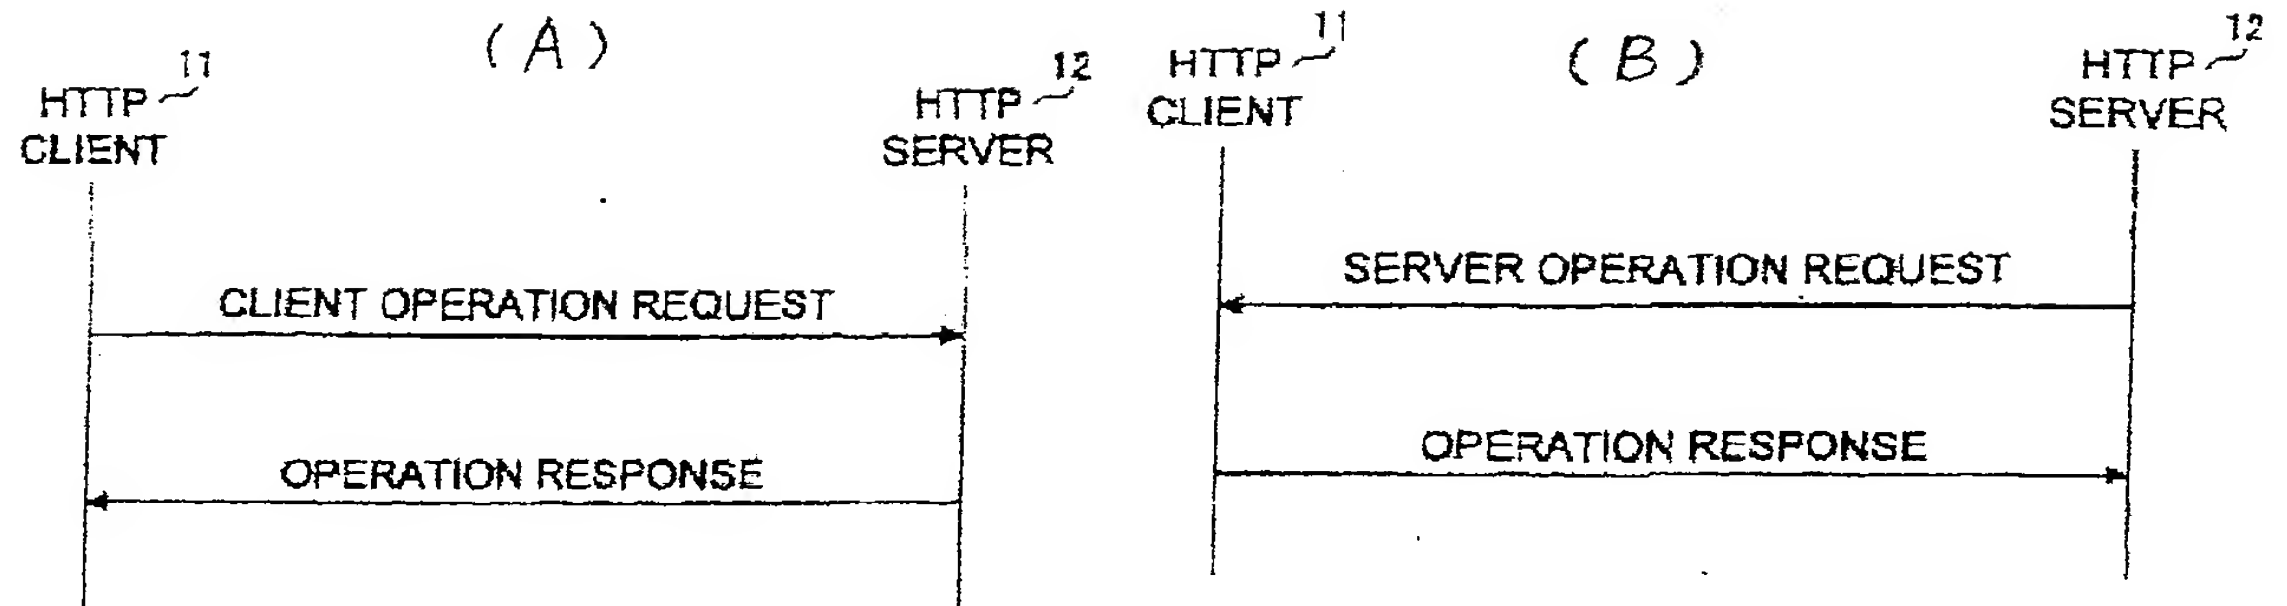 (A)
HTTP 11
CLIENT
HTTP 12
SERVER
CLIENT OPERATION REQUEST
OPERATION RESPONSE
(B)
HTTP 11
CLIENT
HTTP 12
SERVER
SERVER OPERATION REQUEST
OPERATION RESPONSE